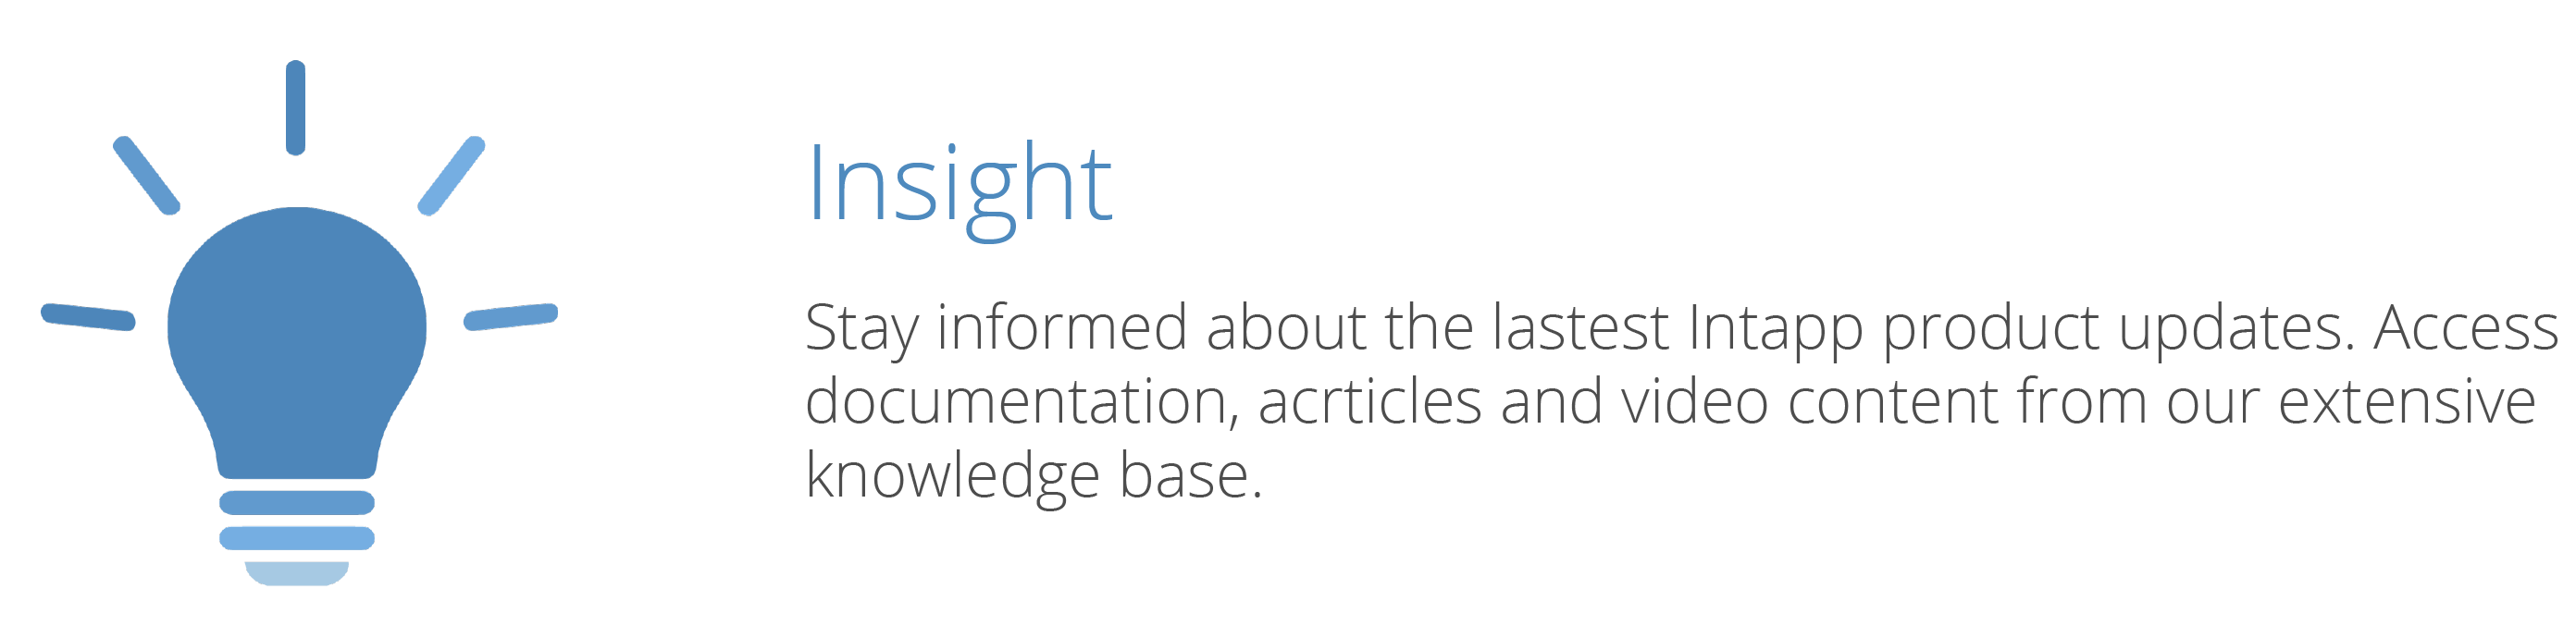 Insight
Stay informed about the lastest Intapp product updates. Access
documentation, acrticles and video content from our extensive
knowledge base.